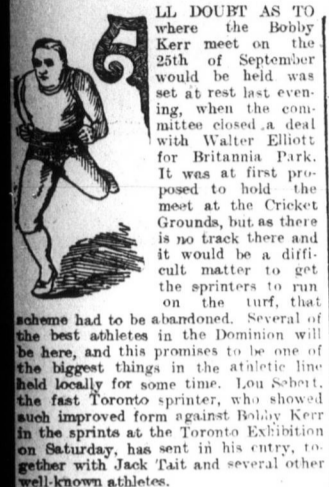 ALL DOUBT AS TO
where the Bobby
Kerr meet on the
25th of September
would be held was
set at rest last even-
ing, when the com-
mittee closed a deal
with Walter Elliott
for Britannia Park.
It was at first pro-
posed to hold the
meet at the Cricket
Grounds, but as there
is no track there and
it would be a diffi-
cult matter to get
the sprinters to run
on the turf, that
scheme had to be abandoned. Several of
the best athletes in the Dominion will
be here, and this promises to be one of
the biggest things in the athletic line
held locally for some time. Lou Sebert,
the fast Toronto sprinter, who showed
such improved form against Bobby Kerr
in the sprints at the Toronto Exhibition
on Saturday, has sent in his entry, to-
gether with Jack Tait and several other
well-known athletes.